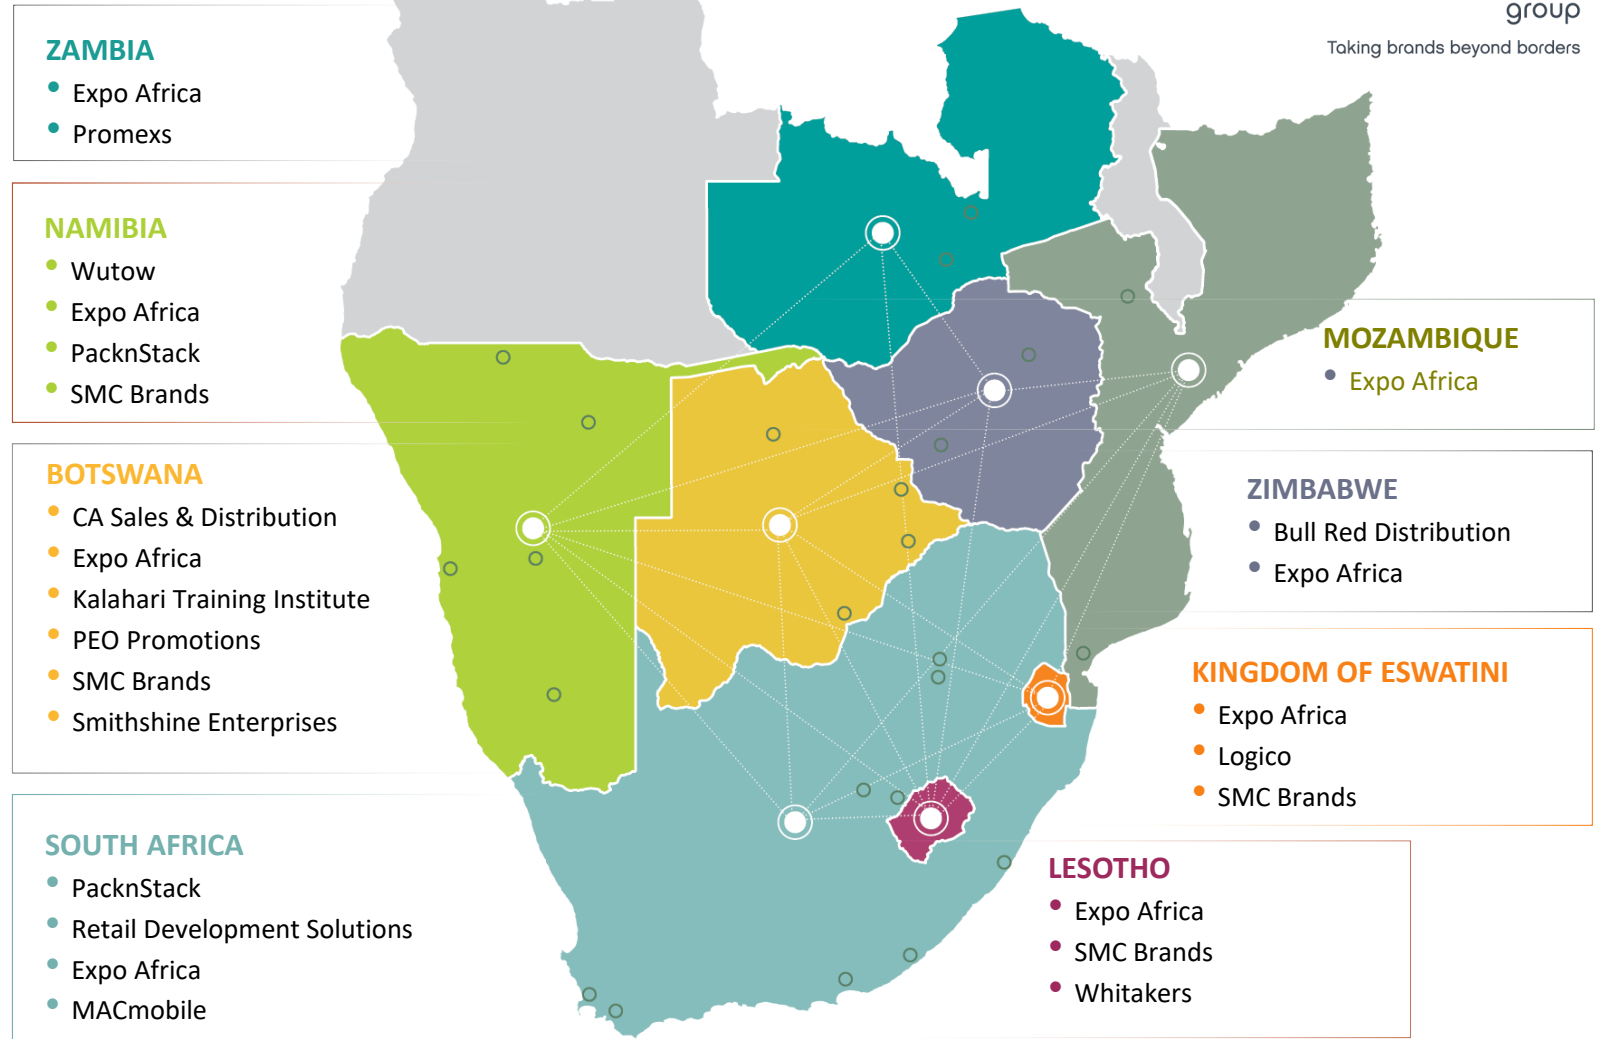 group
Taking brands beyond borders
ZAMBIA
Expo Africa
Promexs
NAMIBIA
Wutow
Expo Africa
PacknStack
SMC Brands
BOTSWANA
CA Sales & Distribution
Expo Africa
Kalahari Training Institute
PEO Promotions
SMC Brands
Smithshine Enterprises
SOUTH AFRICA
PacknStack
Retail Development Solutions
Expo Africa
MACmobile
MOZAMBIQUE
Expo Africa
ZIMBABWE
Bull Red Distribution
Expo Africa
KINGDOM OF ESWATINI
Expo Africa
Logico
SMC Brands
LESOTHO
Expo Africa
SMC Brands
Whitakers